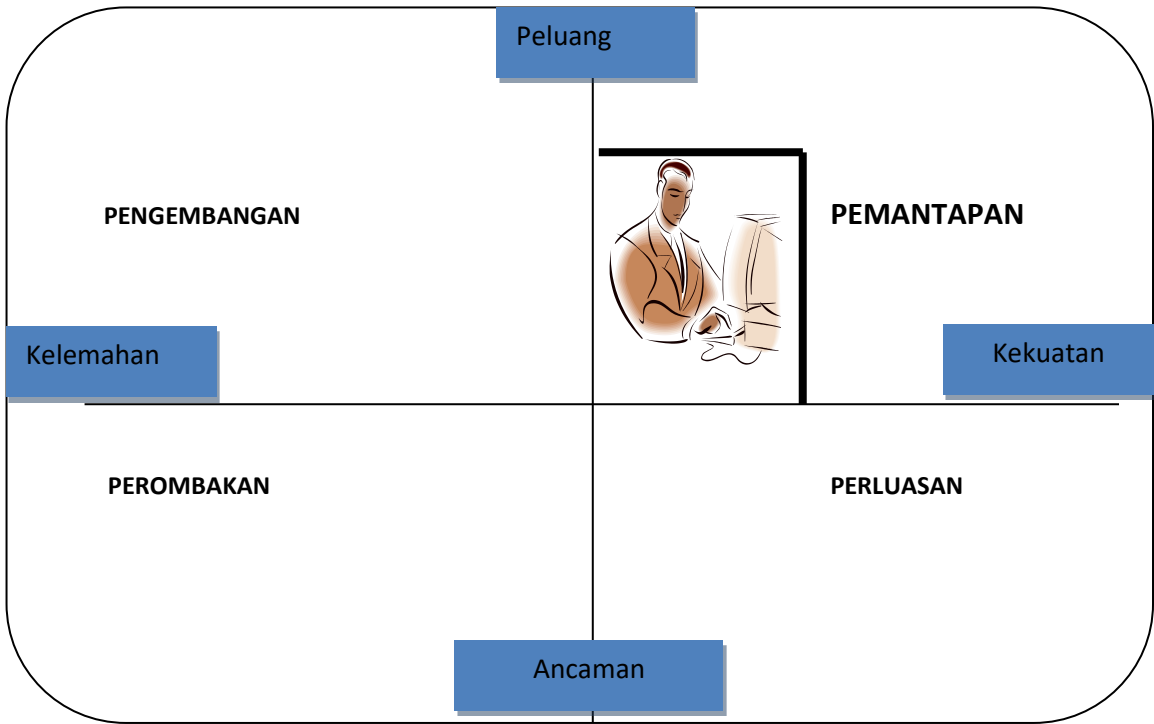 Peluang
PENGEMBANGAN
PEMANTAPAN
Kelemahan
Kekuatan
PEROMBAKAN
PERLUASAN
Ancaman